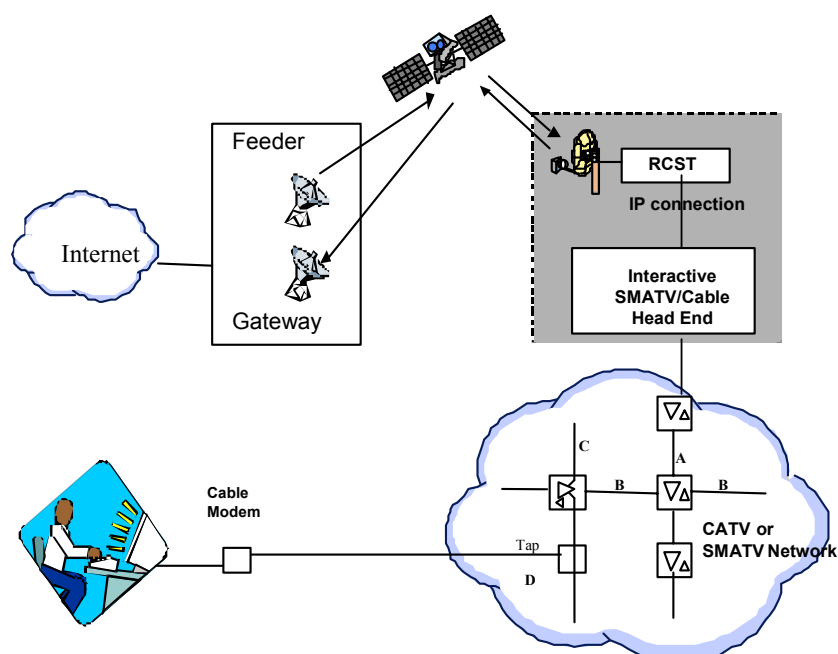 Feeder
RCST
IP connection
Internet
Interactive
SMATV/Cable
Head End
Gateway
C
A
B
B
Cable
Modem
CATV or
SMATV Network
Tap
D